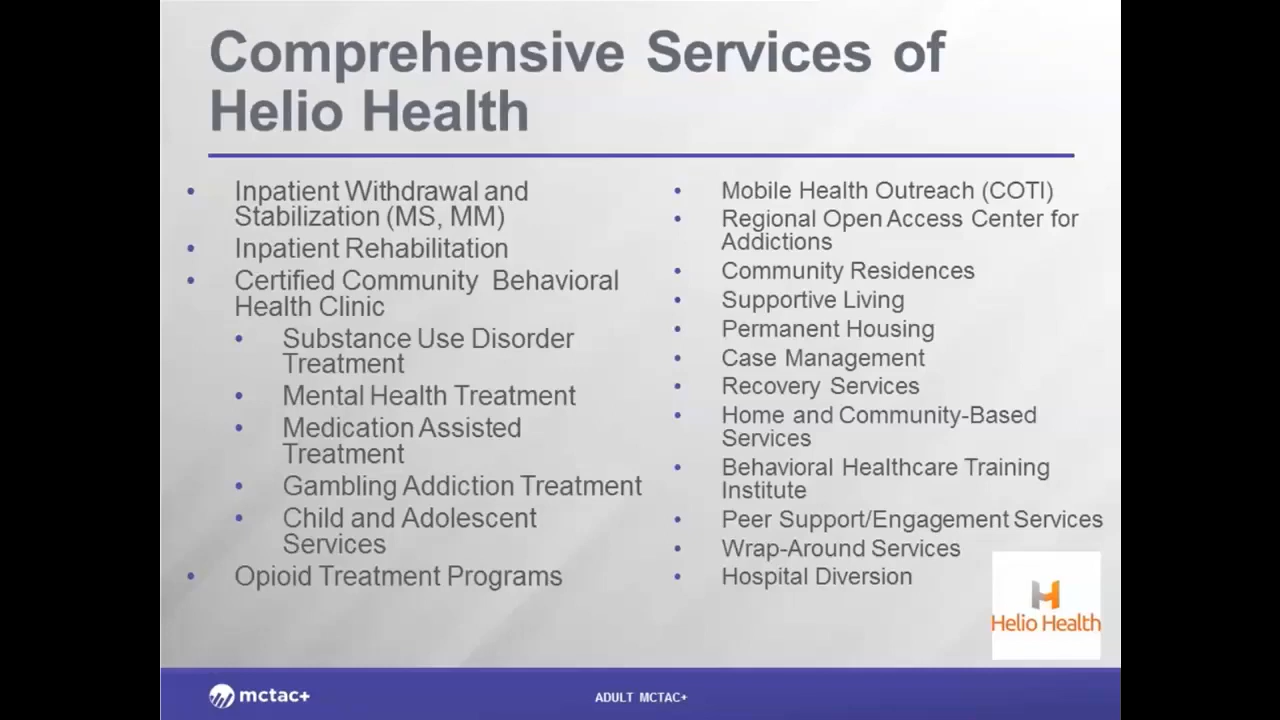 Comprehensive Services of
Helio Health
• Inpatient Withdrawal and
Stabilization (MS, MM)
• Inpatient Rehabilitation
• Certified Community Behavioral
Health Clinic
• Substance Use Disorder
Treatment
• Mental Health Treatment
• Medication Assisted
Treatment
• Gambling Addiction Treatment
• Child and Adolescent
Services
• Opioid Treatment Programs
• Mobile Health Outreach (COTI)
• Regional Open Access Center for
Addictions
• Community Residences
• Supportive Living
• Permanent Housing
• Case Management
• Recovery Services
• Home and Community-Based
Services
• Behavioral Healthcare Training
Institute
• Peer Support/Engagement Services
• Wrap-Around Services
• Hospital Diversion
Helio Health
mctac+
ADULT MCTAC+